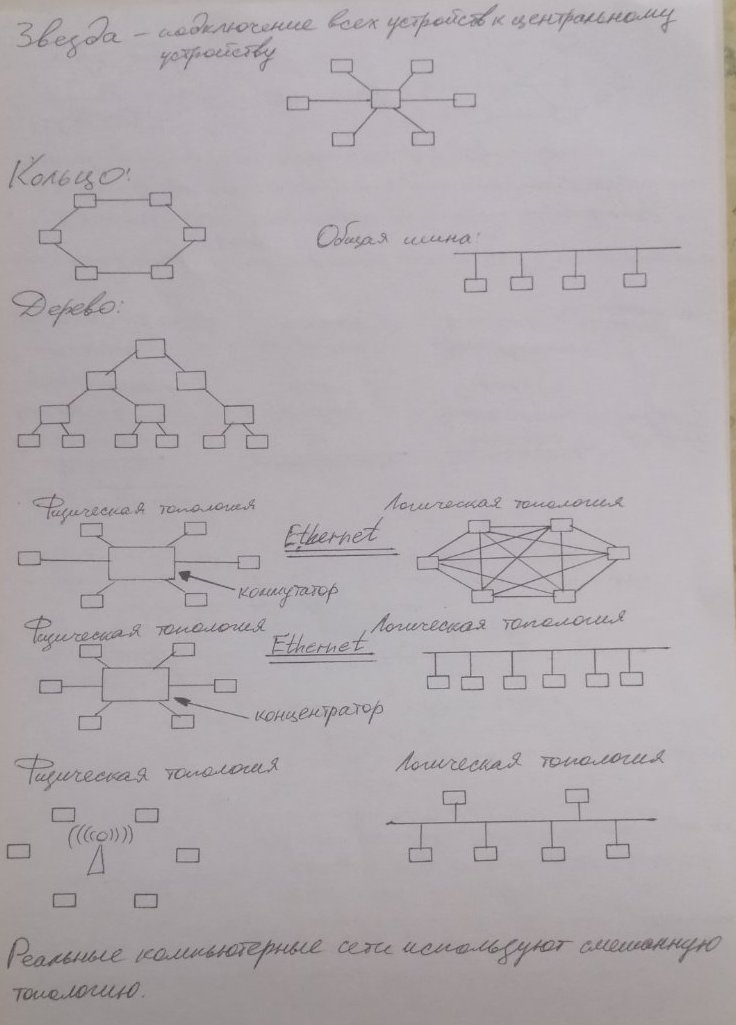 Звезда – подключение всех устройств к центральному
устройству
Кольцо:
Общая шина:
Дерево:
Физическая топология
Ethernet
Логическая топология
коммутатор
Физическая топология
Ethernet
Логическая топология
концентратор
Физическая топология
Логическая топология
Реальные компьютерные сети используют смешанную
топологию.